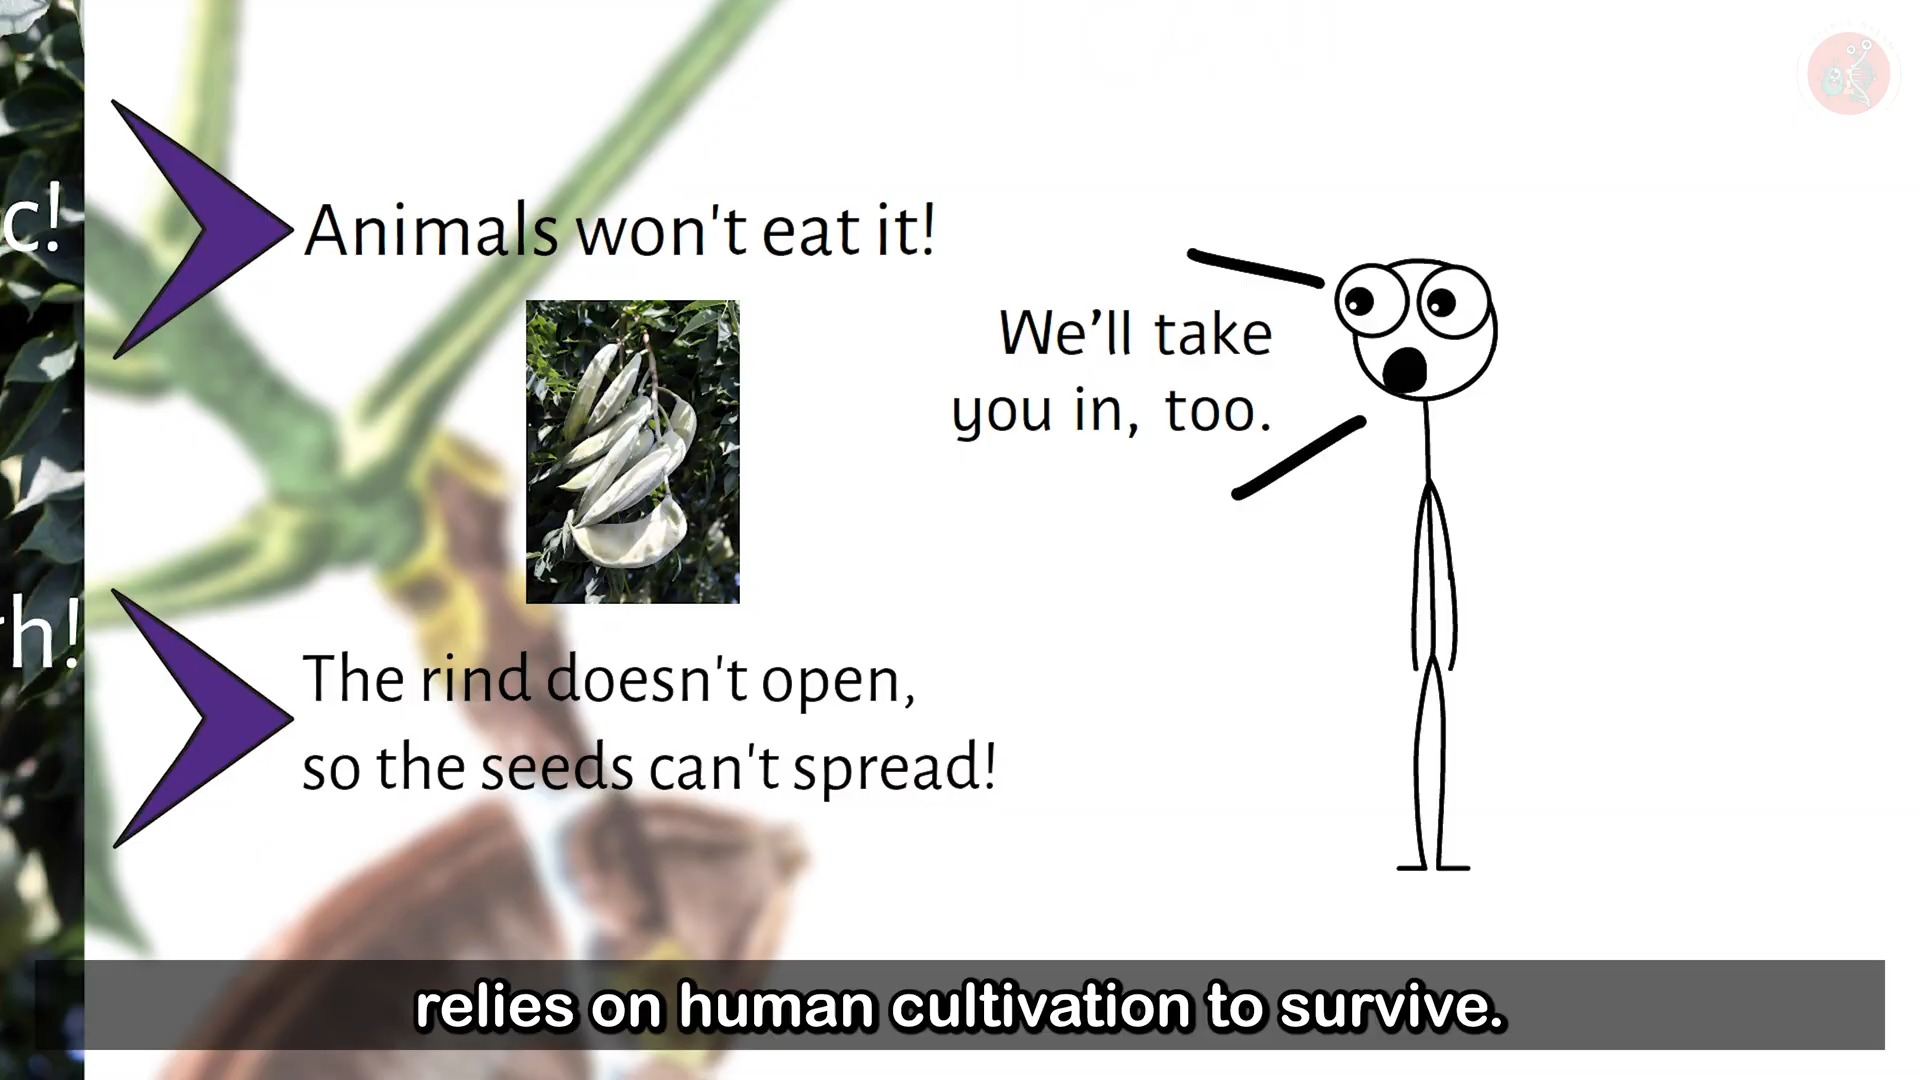 c!
Animals won't eat it!
We'll take
you in, too.
h!
The rind doesn't open,
so the seeds can't spread!
relies on human cultivation to survive.